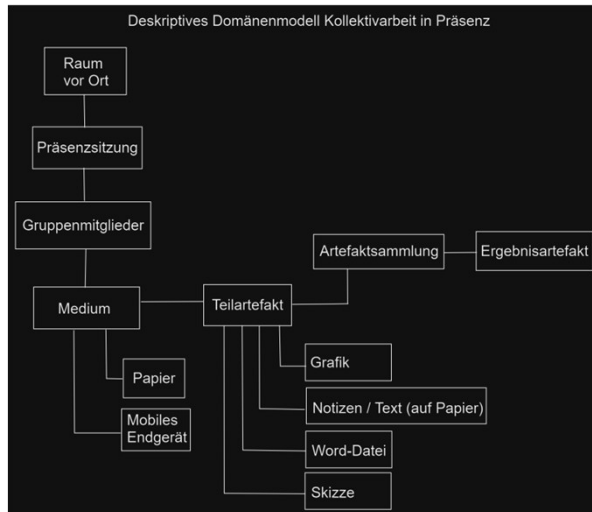 Deskriptives Domänenmodell Kollektivarbeit in Präsenz
Raum
vor Ort
Präsenzsitzung
Gruppenmitglieder
Artefaktsammlung
Ergebnisartefakt
Medium
Teilartefakt
Grafik
Papier
Notizen / Text (auf Papier)
Mobiles
Endgerät
Word-Datei
Skizze